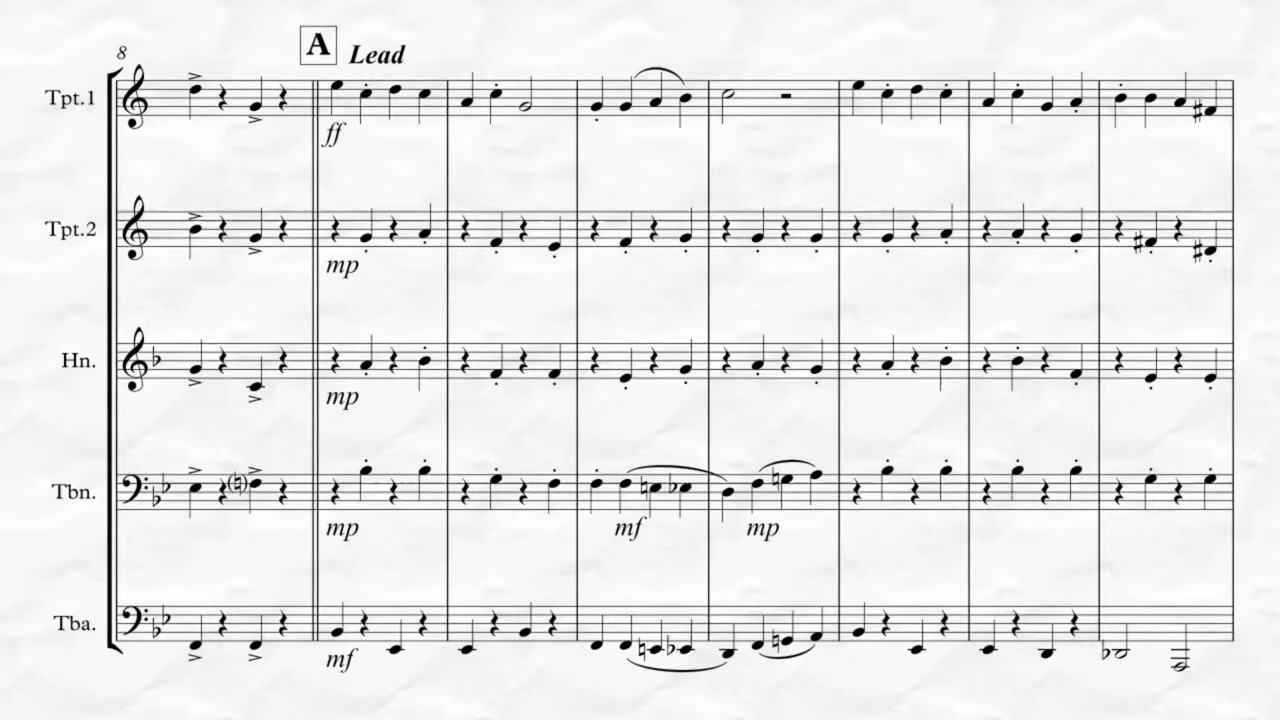 8
A Lead
Tpt.1
ff
Tpt.2
mp
Hn.
mp
Tbn.
mp mf mp
Tba.
mf